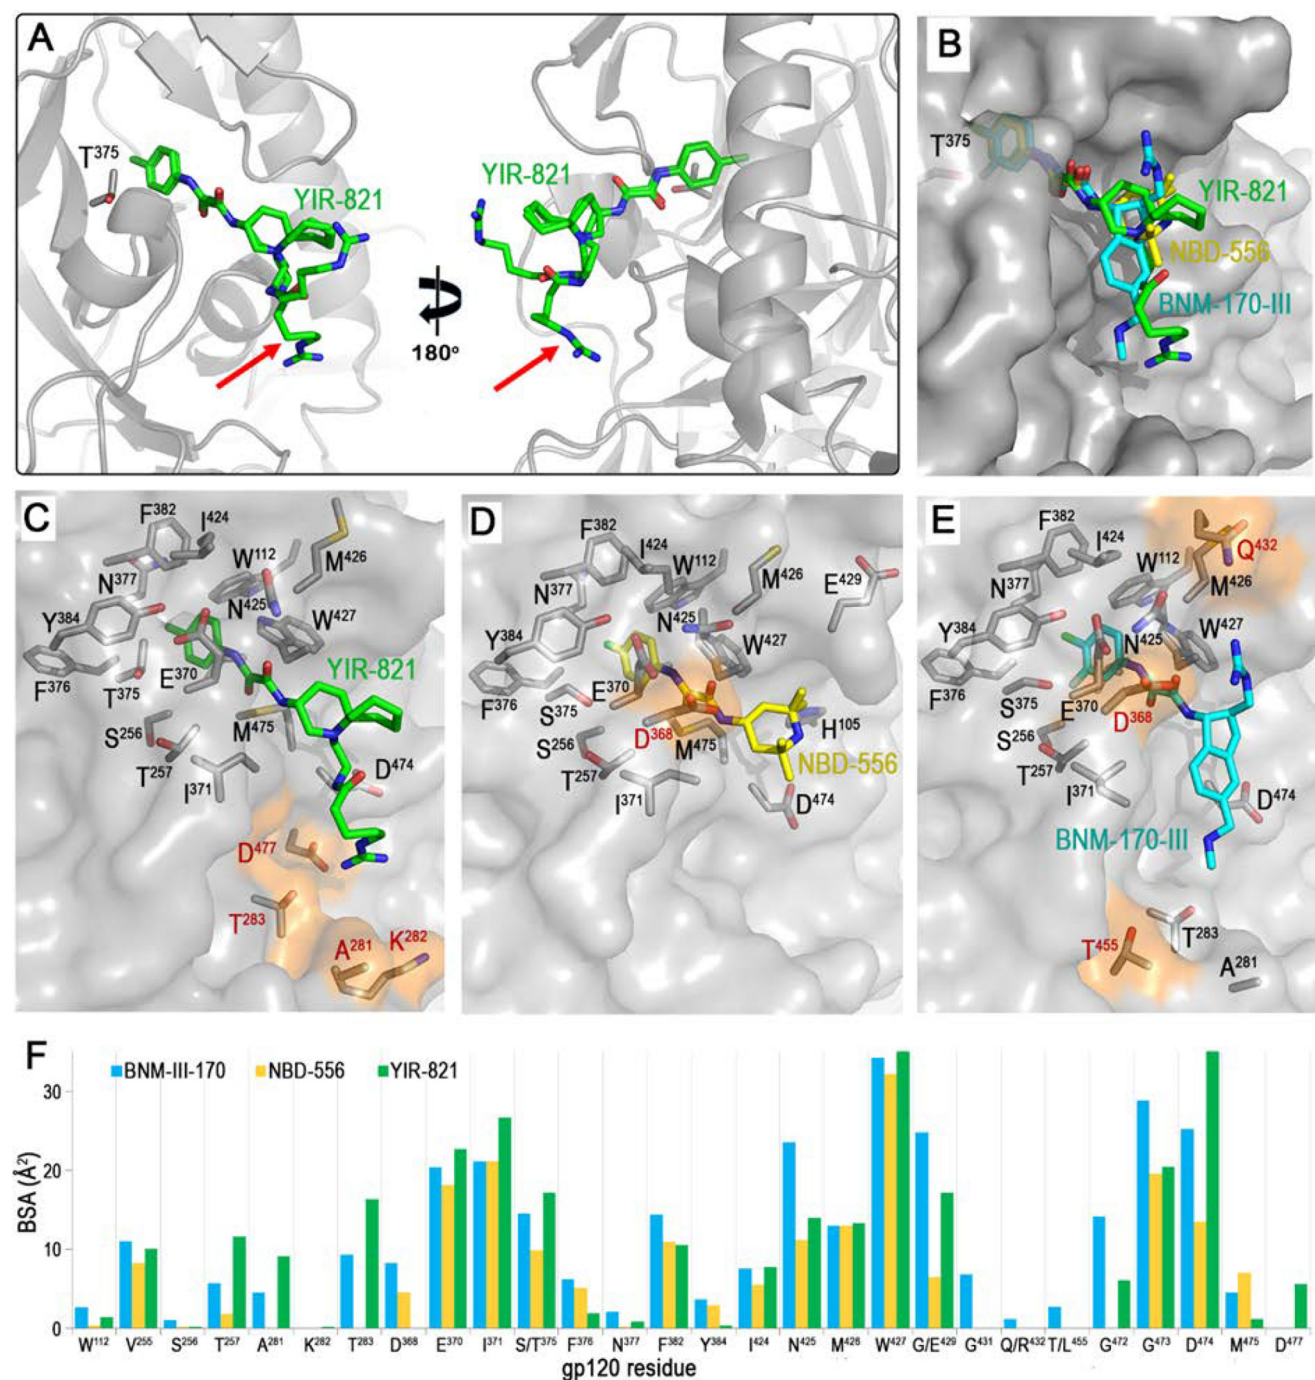 A
T375
YIR-821
YIR-821
180o
B
T375
YIR-821
NBD-556
BNM-170-III
C
F382
I424
W112
M426
N377
N425
W427
Y384
F376
T375
E370
YIR-821
M475
S256
T257
I371
D474
D477
T283
A281
K282
D
F382
I424
W112
M426
E429
N377
N425
W427
Y384
F376
S375
E370
D368
M475
H105
S256
T257
NBD-556
I371
D474
E
F382
I424
W112
Q432
M426
N377
N425
W427
Y384
F376
S375
E370
D368
S256
T257
I371
D474
BNM-170-III
T455
T283
A281
F
BNM-III-170 NBD-556 YIR-821
30
20
10
0
BSA (Å2)
W112 V255 S256 T257 A281 K282 T283 D368 E370 I371 S/T375 F376 N377 F382 Y384 I424 N425 M426 W427 G/E429 G431 Q/R432 T/L455 G472 G473 D474 M475 D477
gp120 residue